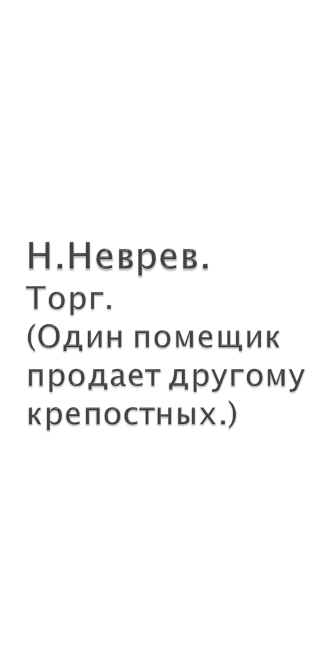 Н.Неврев.
Торг.
(Один помещик
продает другому
крепостных.)